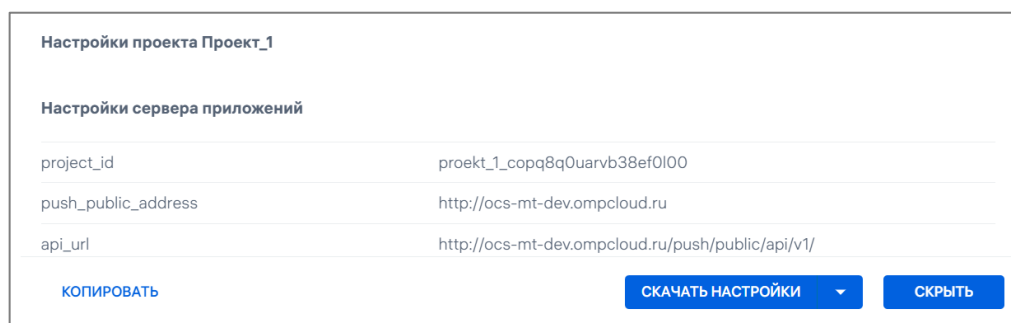 Настройки проекта Проект_1
Настройки сервера приложений
project_id proekt_1_copq8q0uarvb38ef0l00
push_public_address http://ocs-mt-dev.ompcloud.ru
api_url http://ocs-mt-dev.ompcloud.ru/push/public/api/v1/
КОПИРОВАТЬ СКАЧАТЬ НАСТРОЙКИ СКРЫТЬ